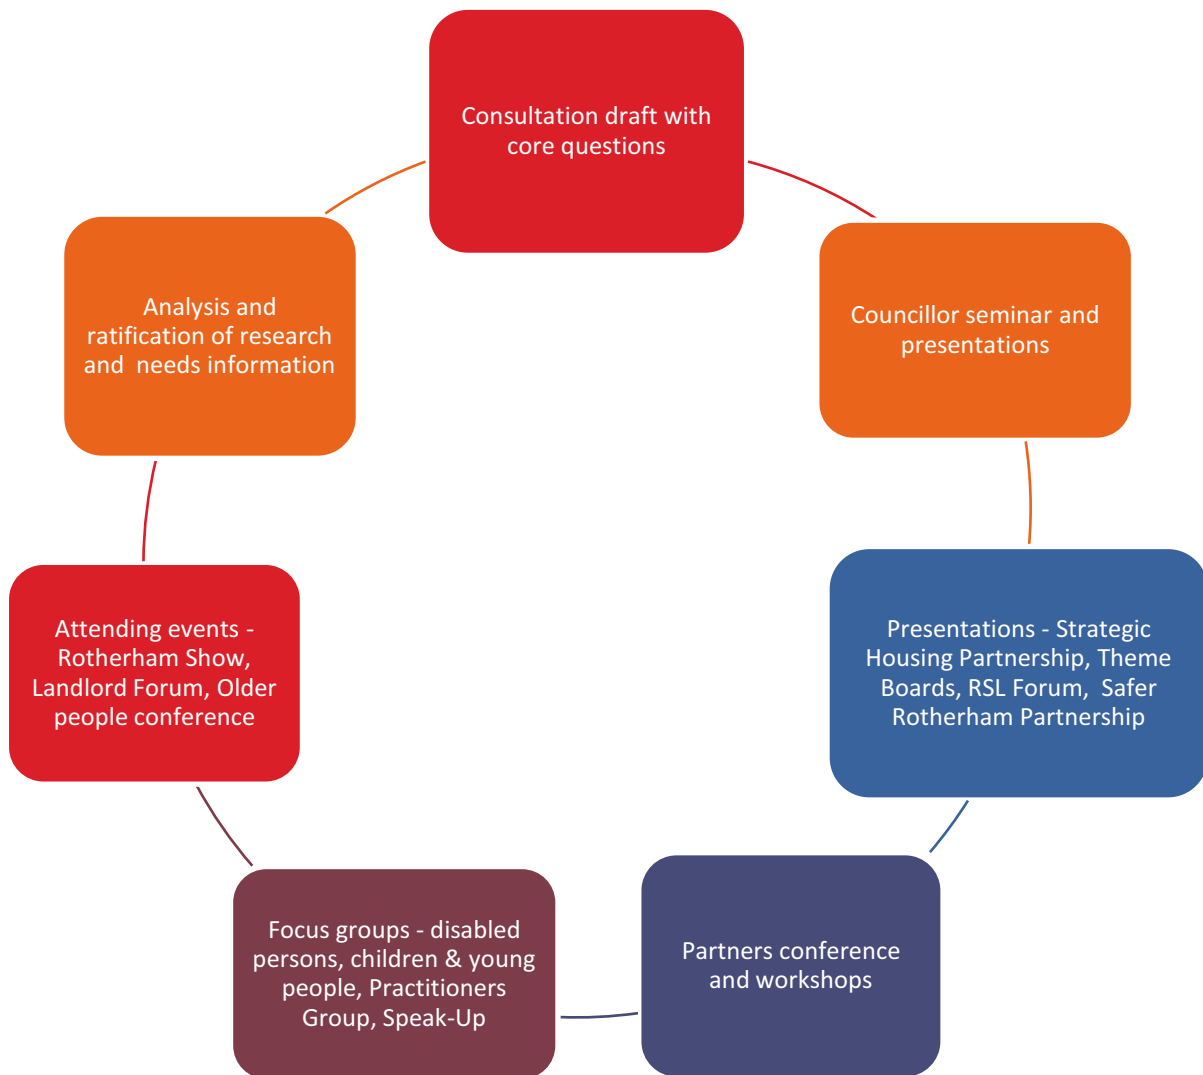 Consultation draft with
core questions
Councillor seminar and
presentations
Presentations - Strategic
Housing Partnership, Theme
Boards, RSL Forum,  Safer
Rotherham Partnership
Partners conference
and workshops
Focus groups - disabled
persons, children & young
people, Practitioners
Group, Speak-Up
Attending events -
Rotherham Show,
Landlord Forum, Older
people conference
Analysis and
ratification of research
and  needs information